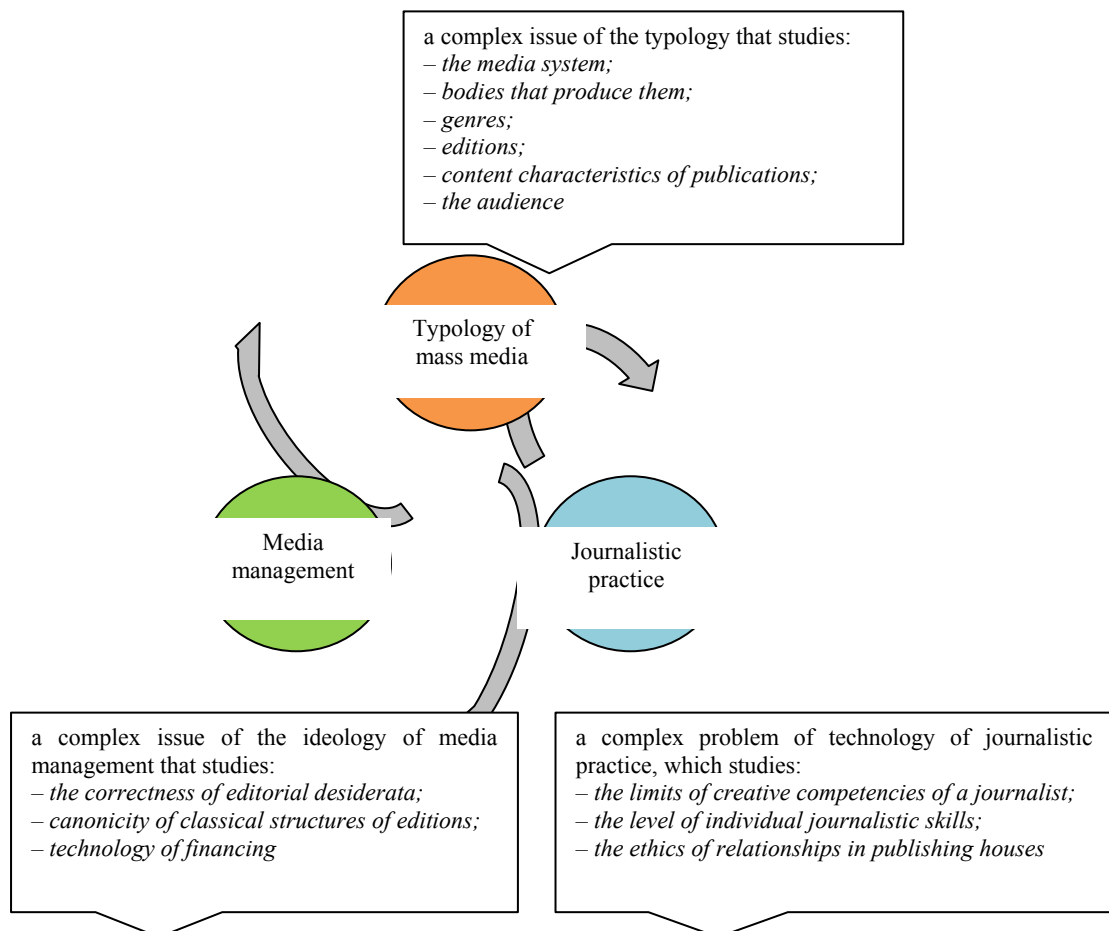 a complex issue of the typology that studies:
– the media system;
– bodies that produce them;
– genres;
– editions;
– content characteristics of publications;
– the audience
Typology of
mass media
Media
management
Journalistic
practice
a complex issue of the ideology of media
management that studies:
– the correctness of editorial desiderata;
– canonicity of classical structures of editions;
– technology of financing
a complex problem of technology of journalistic
practice, which studies:
– the limits of creative competencies of a journalist;
– the level of individual journalistic skills;
– the ethics of relationships in publishing houses